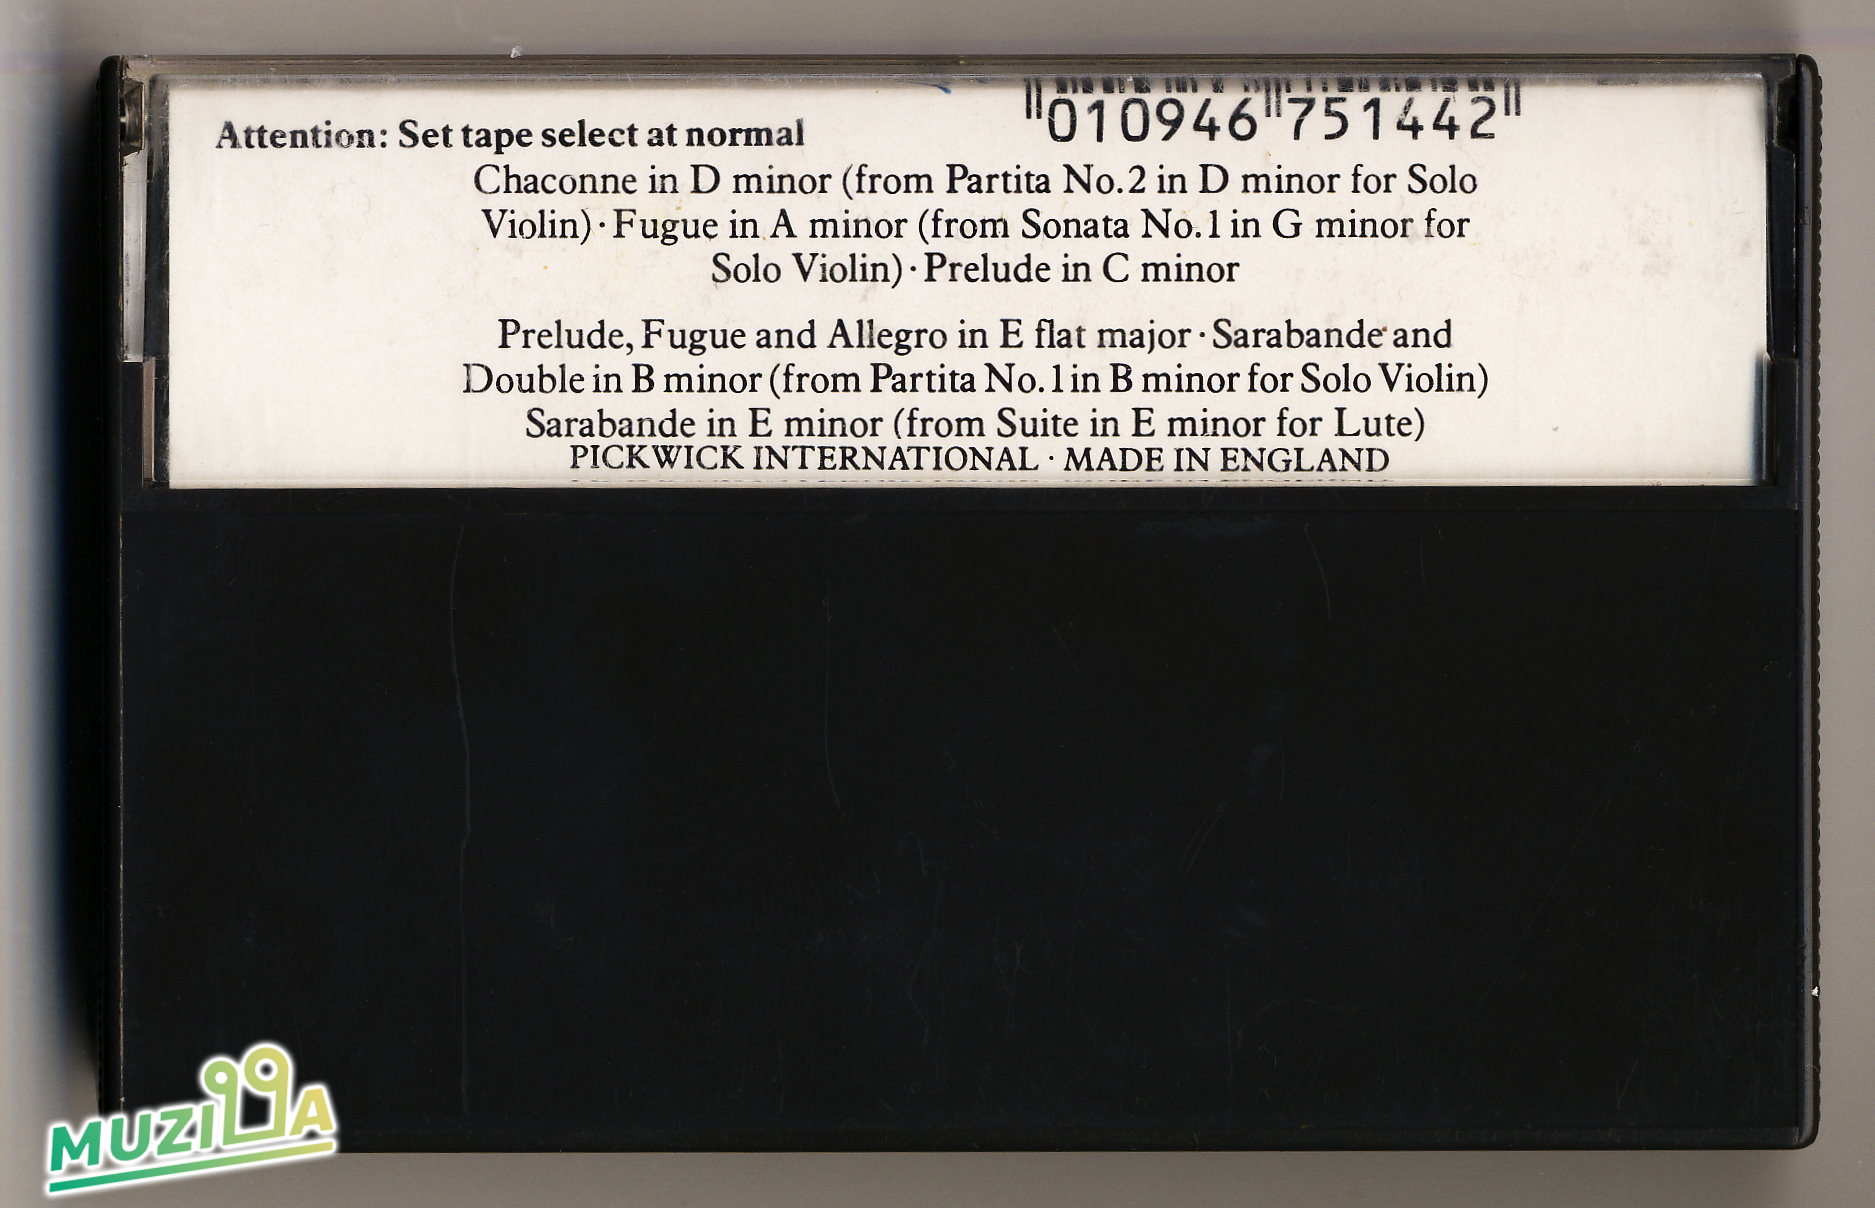 010946 751442
Attention: Set tape select at normal
Chaconne in D minor (from Partita No.2 in D minor for Solo
Violin) · Fugue in A minor (from Sonata No.1 in G minor for
Solo Violin) · Prelude in C minor
Prelude, Fugue and Allegro in E flat major · Sarabande and
Double in B minor (from Partita No.1 in B minor for Solo Violin)
Sarabande in E minor (from Suite in E minor for Lute)
PICKWICK INTERNATIONAL · MADE IN ENGLAND
MUZILLA